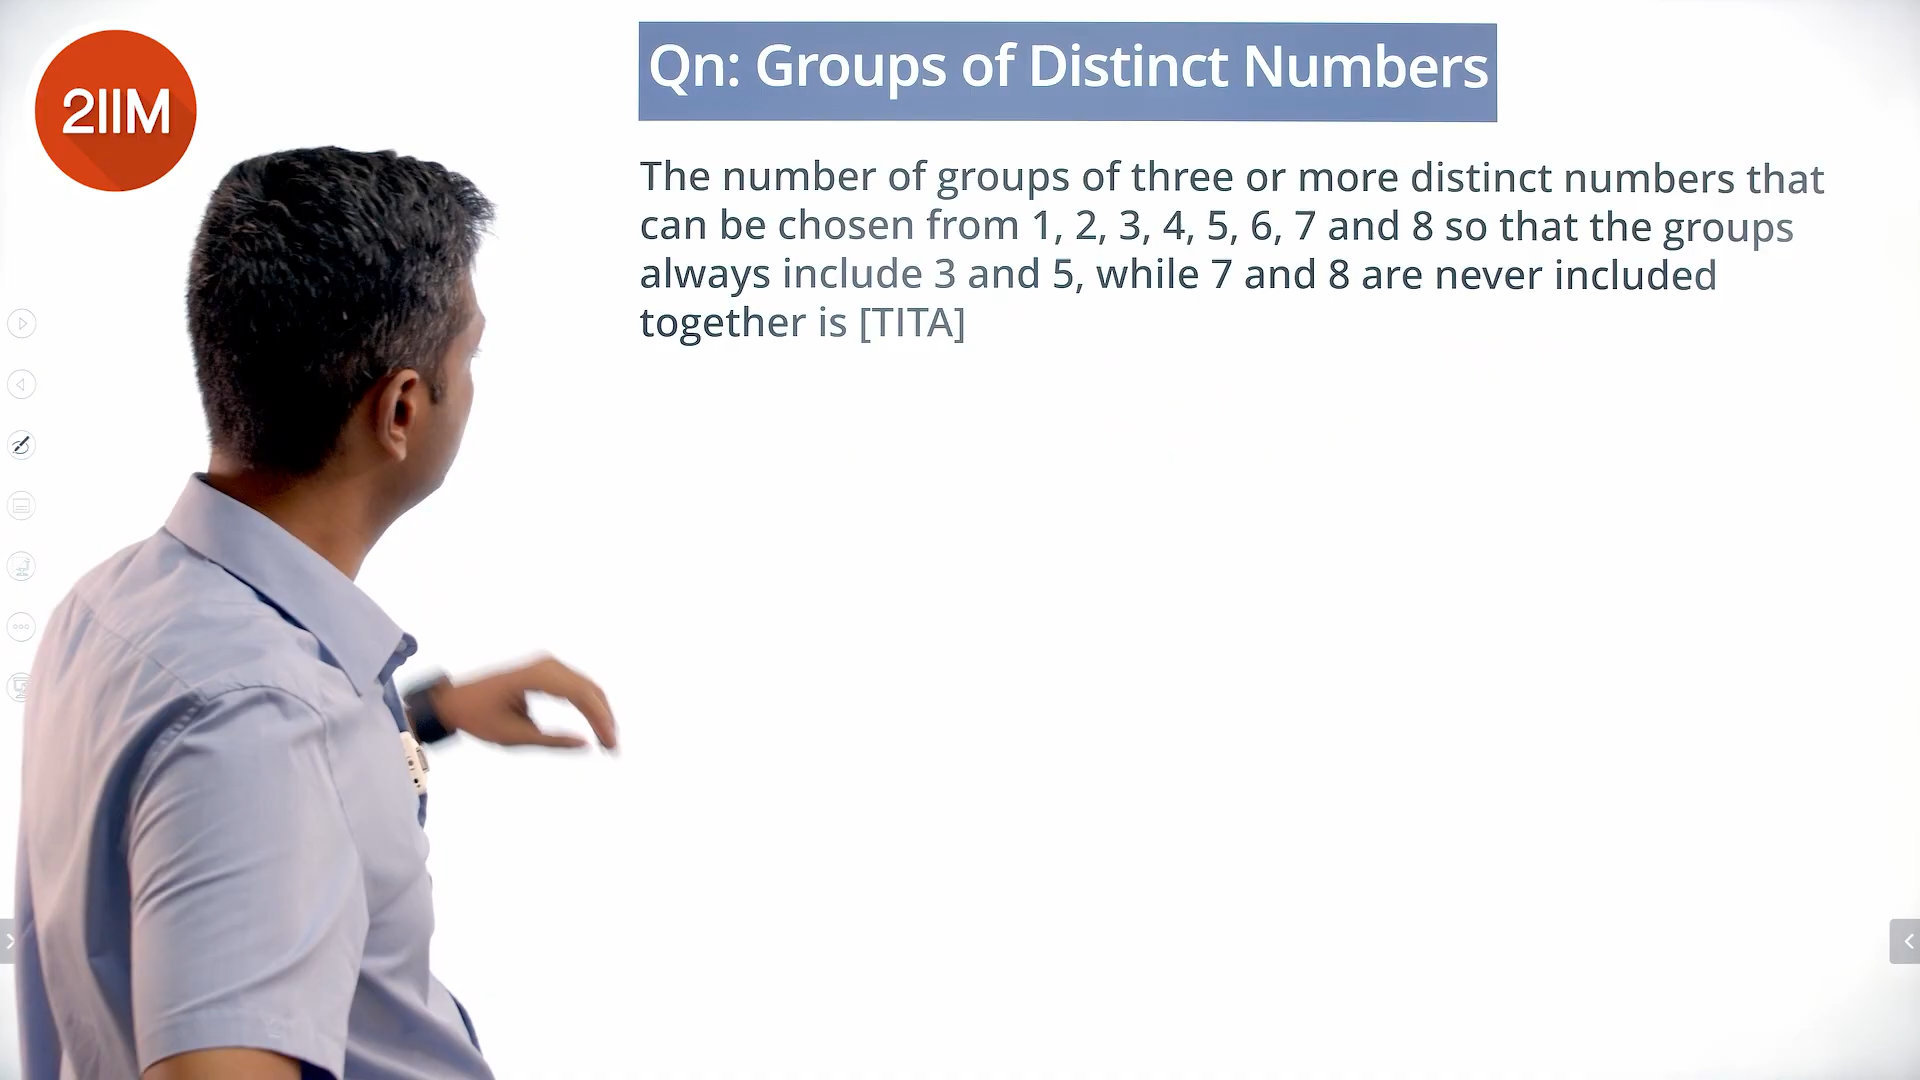 2IIM
Qn: Groups of Distinct Numbers
The number of groups of three or more distinct numbers that
can be chosen from 1, 2, 3, 4, 5, 6, 7 and 8 so that the groups
always include 3 and 5, while 7 and 8 are never included
together is [TITA]